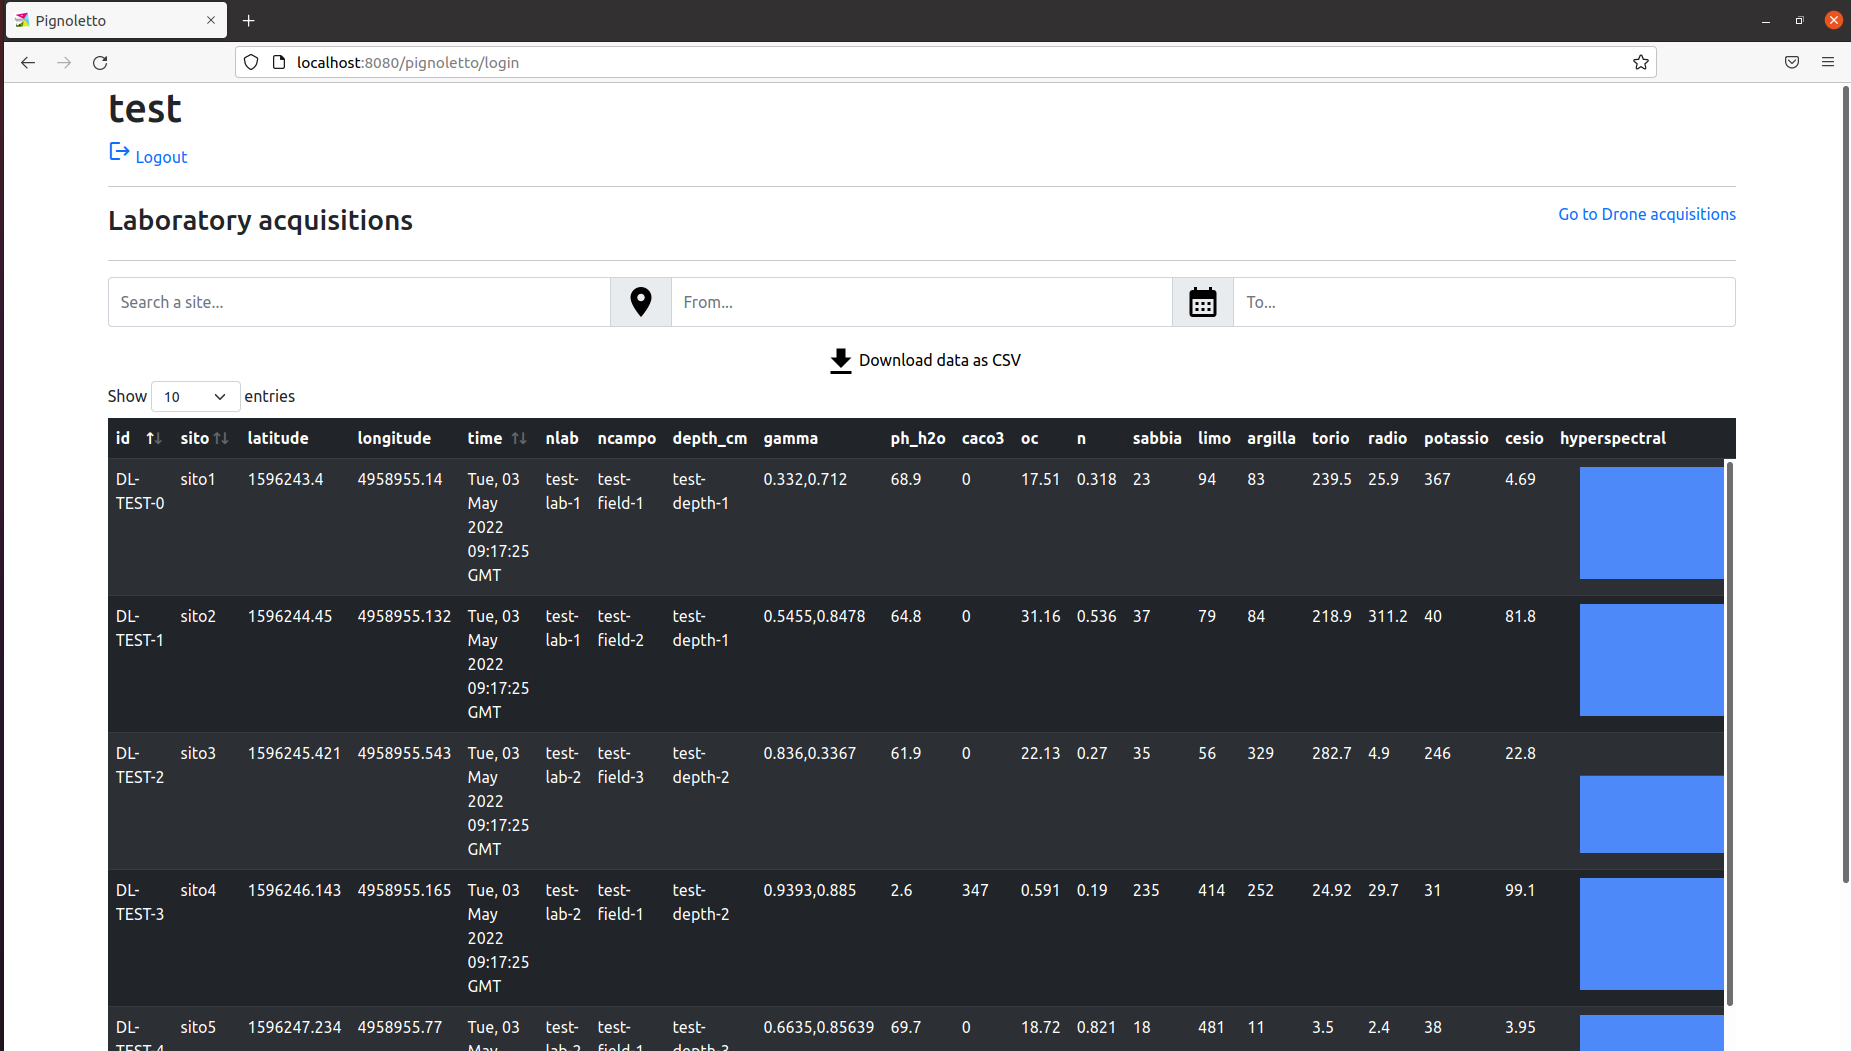 Pignoletto
localhost:8080/pignoletto/login
test
Logout
Laboratory acquisitions
Go to Drone acquisitions
Search a site...
From...
To...
Download data as CSV
Show 10 entries
id sito latitude longitude time nlab ncampo depth_cm gamma ph_h2o caco3 oc n sabbia limo argilla torio radio potassio cesio hyperspectral
DL- sito1 1596243.4 4958955.14 Tue, 03 test- test- test- 0.332,0.712 68.9 0 17.51 0.318 23 94 83 239.5 25.9 367 4.69
TEST-0 May lab-1 field-1 depth-1
2022
09:17:25
GMT
DL- sito2 1596244.45 4958955.132 Tue, 03 test- test- test- 0.5455,0.8478 64.8 0 31.16 0.536 37 79 84 218.9 311.2 40 81.8
TEST-1 May lab-1 field-2 depth-1
2022
09:17:25
GMT
DL- sito3 1596245.421 4958955.543 Tue, 03 test- test- test- 0.836,0.3367 61.9 0 22.13 0.27 35 56 329 282.7 4.9 246 22.8
TEST-2 May lab-2 field-3 depth-2
2022
09:17:25
GMT
DL- sito4 1596246.143 4958955.165 Tue, 03 test- test- test- 0.9393,0.885 2.6 347 0.591 0.19 235 414 252 24.92 29.7 31 99.1
TEST-3 May lab-2 field-1 depth-2
2022
09:17:25
GMT
DL- sito5 1596247.234 4958955.77 Tue, 03 test- test- test- 0.6635,0.85639 69.7 0 18.72 0.821 18 481 11 3.5 2.4 38 3.95
TEST-4 May lab-2 field-1 depth-3